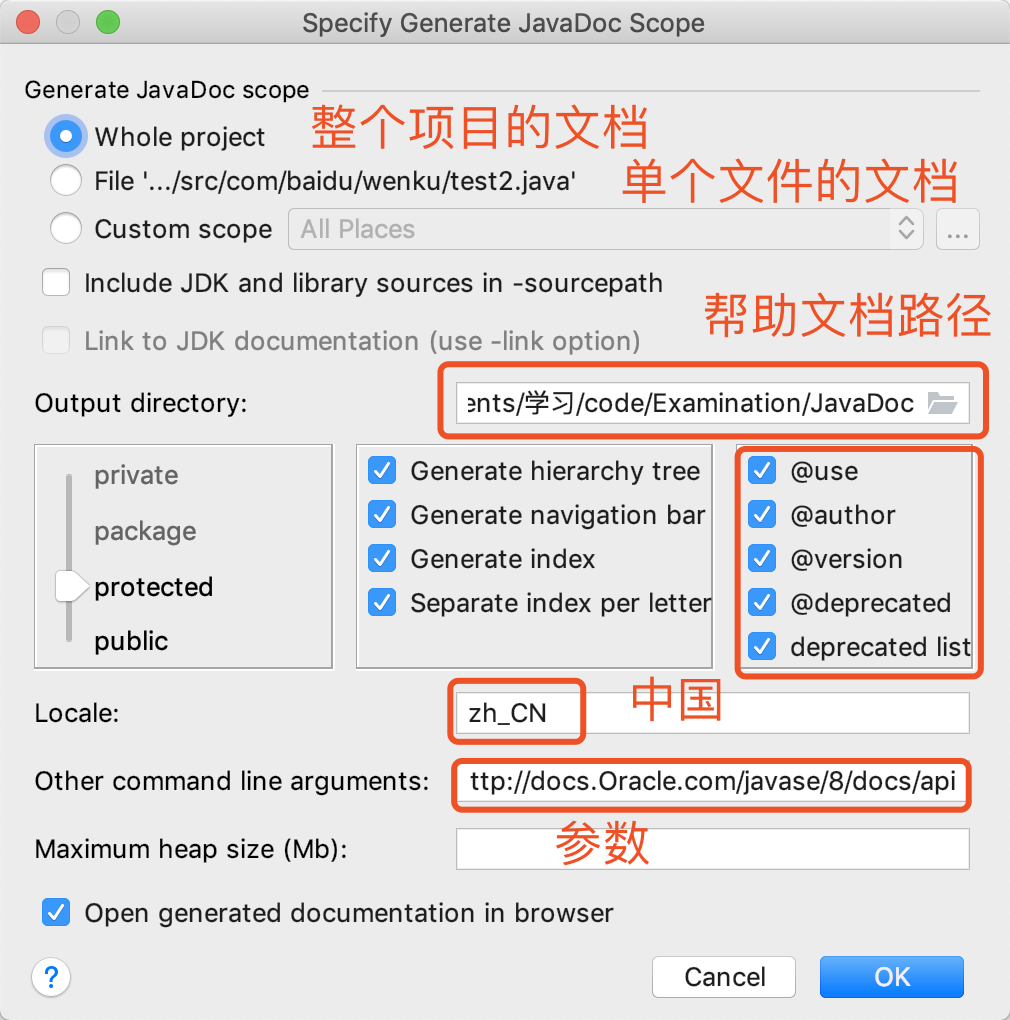 Specify Generate JavaDoc Scope
Generate JavaDoc scope
Whole project
整个项目的文档
File '.../src/com/baidu/wenku/test2.java'
单个文件的文档
Custom scope
All Places
...
Include JDK and library sources in -sourcepath
帮助文档路径
Link to JDK documentation (use -link option)
Output directory:
ents/学习/code/Examination/JavaDoc
private
package
protected
public
Generate hierarchy tree
Generate navigation bar
Generate index
Separate index per letter
@use
@author
@version
@deprecated
deprecated list
Locale:
zh_CN
中国
Other command line arguments:
ttp://docs.Oracle.com/javase/8/docs/api
Maximum heap size (Mb):
参数
Open generated documentation in browser
?
Cancel
OK